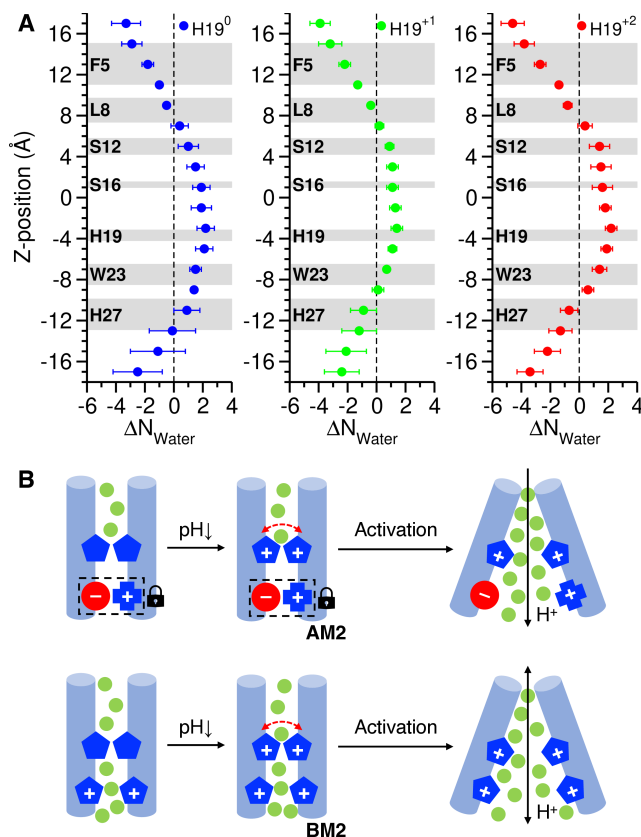 A
H19⁰
H19⁺¹
H19⁺²
Z-position (Å)
16
12
8
4
0
-4
-8
-12
-16
F5
L8
S12
S16
H19
W23
H27
F5
L8
S12
S16
H19
W23
H27
F5
L8
S12
S16
H19
W23
H27
-6 -4 -2 0 2 4
-6 -4 -2 0 2 4
-6 -4 -2 0 2 4
ΔN_Water
ΔN_Water
ΔN_Water
B
pH↓
Activation
+ +
+ +
− +
− +
− +
H⁺
AM2
pH↓
Activation
+ +
+ +
+ +
+ +
+ +
H⁺
BM2